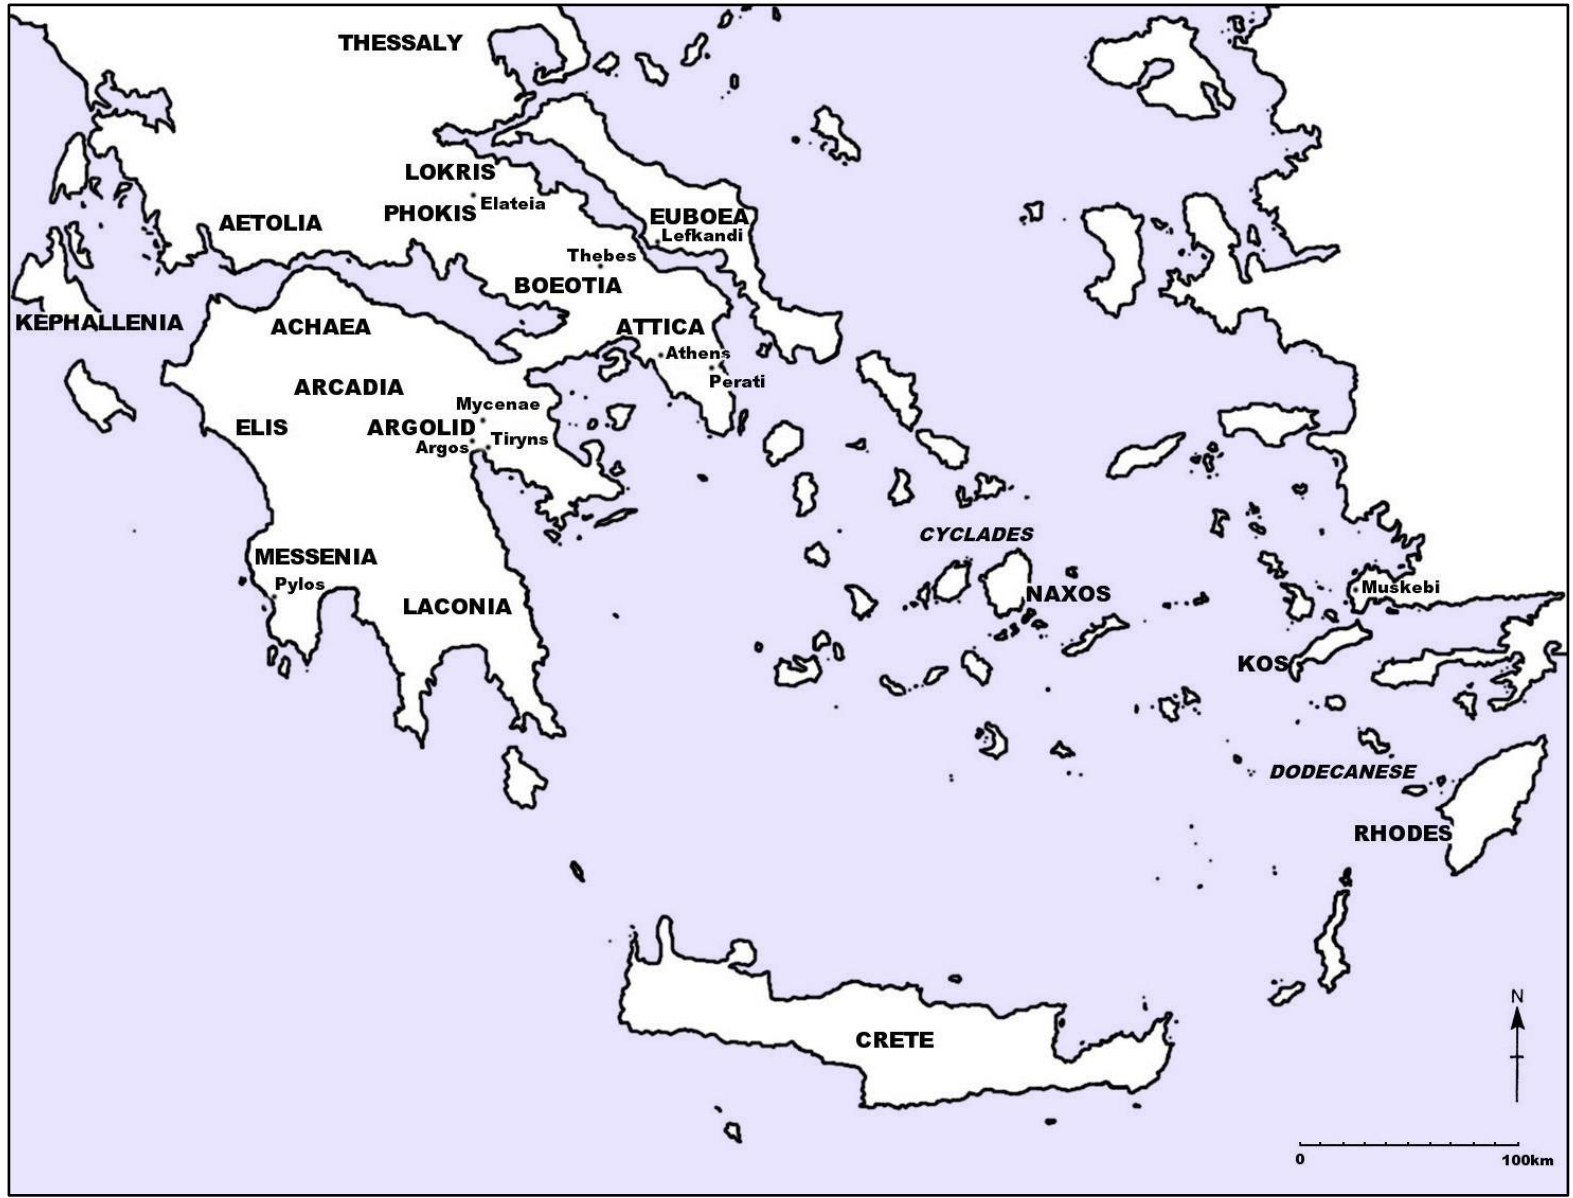 THESSALY
LOKRIS
Elateia
PHOKIS
AETOLIA
EUBOEA
Lefkandi
Thebes
BOEOTIA
KEPHALLENIA
ACHAEA
ATTICA
Athens
Perati
ARCADIA
Mycenae
ELIS
ARGOLID
Tiryns
Argos
CYCLADES
MESSENIA
Pylos
NAXOS
Muskebi
LACONIA
KOS
DODECANESE
RHODES
N
CRETE
0 100km